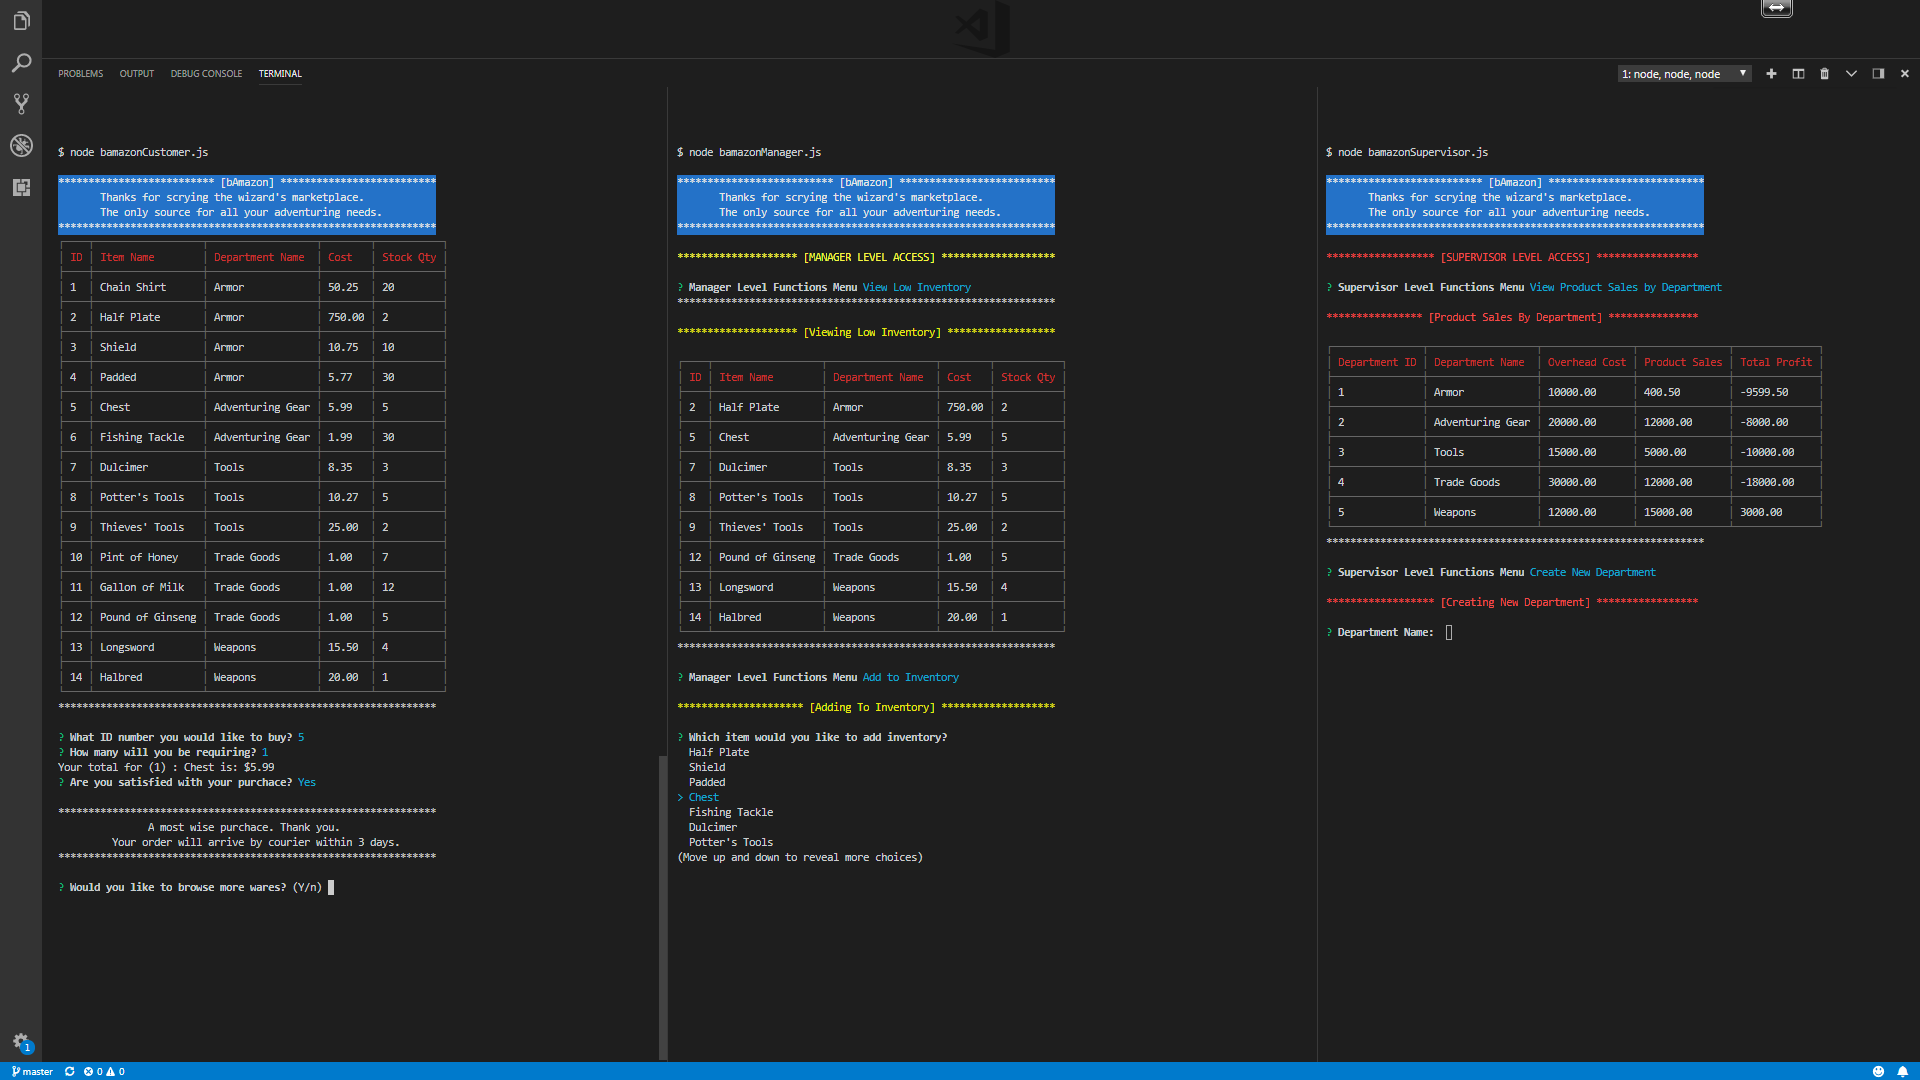 PROBLEMS OUTPUT DEBUG CONSOLE TERMINAL
1: node, node, node
$ node bamazonCustomer.js
************************** [bAmazon] **************************
Thanks for scrying the wizard's marketplace.
The only source for all your adventuring needs.
***************************************************************
ID Item Name Department Name Cost Stock Qty
1 Chain Shirt Armor 50.25 20
2 Half Plate Armor 750.00 2
3 Shield Armor 10.75 10
4 Padded Armor 5.77 30
5 Chest Adventuring Gear 5.99 5
6 Fishing Tackle Adventuring Gear 1.99 30
7 Dulcimer Tools 8.35 3
8 Potter's Tools Tools 10.27 5
9 Thieves' Tools Tools 25.00 2
10 Pint of Honey Trade Goods 1.00 7
11 Gallon of Milk Trade Goods 1.00 12
12 Pound of Ginseng Trade Goods 1.00 5
13 Longsword Weapons 15.50 4
14 Halbred Weapons 20.00 1
***************************************************************
? What ID number you would like to buy? 5
? How many will you be requiring? 1
Your total for (1) : Chest is: $5.99
? Are you satisfied with your purchace? Yes
***************************************************************
A most wise purchace. Thank you.
Your order will arrive by courier within 3 days.
***************************************************************
? Would you like to browse more wares? (Y/n)
$ node bamazonManager.js
************************** [bAmazon] **************************
Thanks for scrying the wizard's marketplace.
The only source for all your adventuring needs.
***************************************************************
******************** [MANAGER LEVEL ACCESS] *******************
? Manager Level Functions Menu View Low Inventory
***************************************************************
******************** [Viewing Low Inventory] ******************
ID Item Name Department Name Cost Stock Qty
2 Half Plate Armor 750.00 2
5 Chest Adventuring Gear 5.99 5
7 Dulcimer Tools 8.35 3
8 Potter's Tools Tools 10.27 5
9 Thieves' Tools Tools 25.00 2
12 Pound of Ginseng Trade Goods 1.00 5
13 Longsword Weapons 15.50 4
14 Halbred Weapons 20.00 1
***************************************************************
? Manager Level Functions Menu Add to Inventory
********************* [Adding To Inventory] *******************
? Which item would you like to add inventory?
Half Plate
Shield
Padded
> Chest
Fishing Tackle
Dulcimer
Potter's Tools
(Move up and down to reveal more choices)
$ node bamazonSupervisor.js
************************** [bAmazon] **************************
Thanks for scrying the wizard's marketplace.
The only source for all your adventuring needs.
***************************************************************
****************** [SUPERVISOR LEVEL ACCESS] *****************
? Supervisor Level Functions Menu View Product Sales by Department
**************** [Product Sales By Department] ***************
Department ID Department Name Overhead Cost Product Sales Total Profit
1 Armor 10000.00 400.50 -9599.50
2 Adventuring Gear 20000.00 12000.00 -8000.00
3 Tools 15000.00 5000.00 -10000.00
4 Trade Goods 30000.00 12000.00 -18000.00
5 Weapons 12000.00 15000.00 3000.00
***************************************************************
? Supervisor Level Functions Menu Create New Department
****************** [Creating New Department] *****************
? Department Name:
1
master 0 0